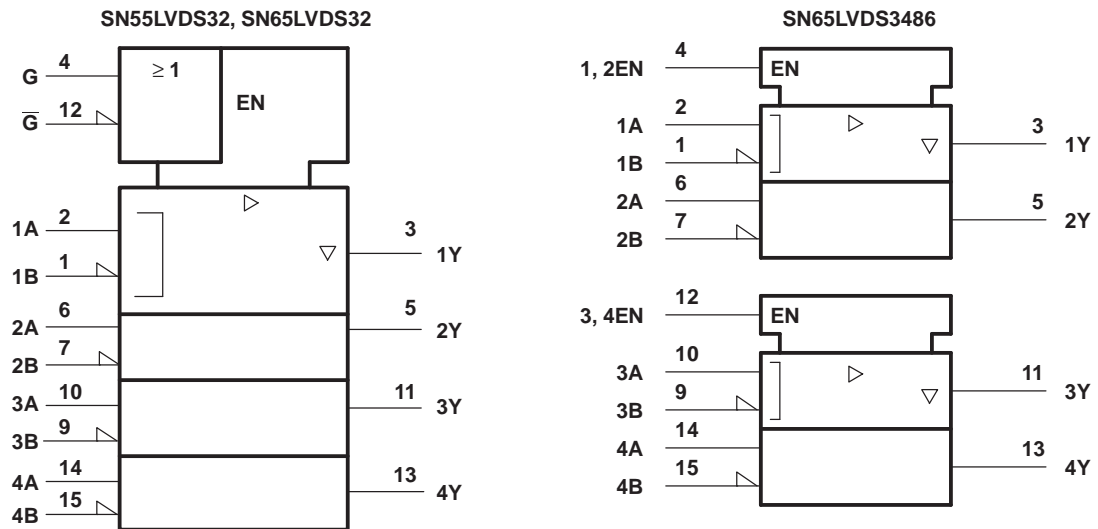 SN55LVDS32, SN65LVDS32
G 4
≥ 1
EN
G̅ 12
1A 2
1B 1
3 1Y
2A 6
2B 7
5 2Y
3A 10
3B 9
11 3Y
4A 14
4B 15
13 4Y
SN65LVDS3486
1, 2EN 4
EN
1A 2
1B 1
3 1Y
2A 6
2B 7
5 2Y
3, 4EN 12
EN
3A 10
3B 9
11 3Y
4A 14
4B 15
13 4Y